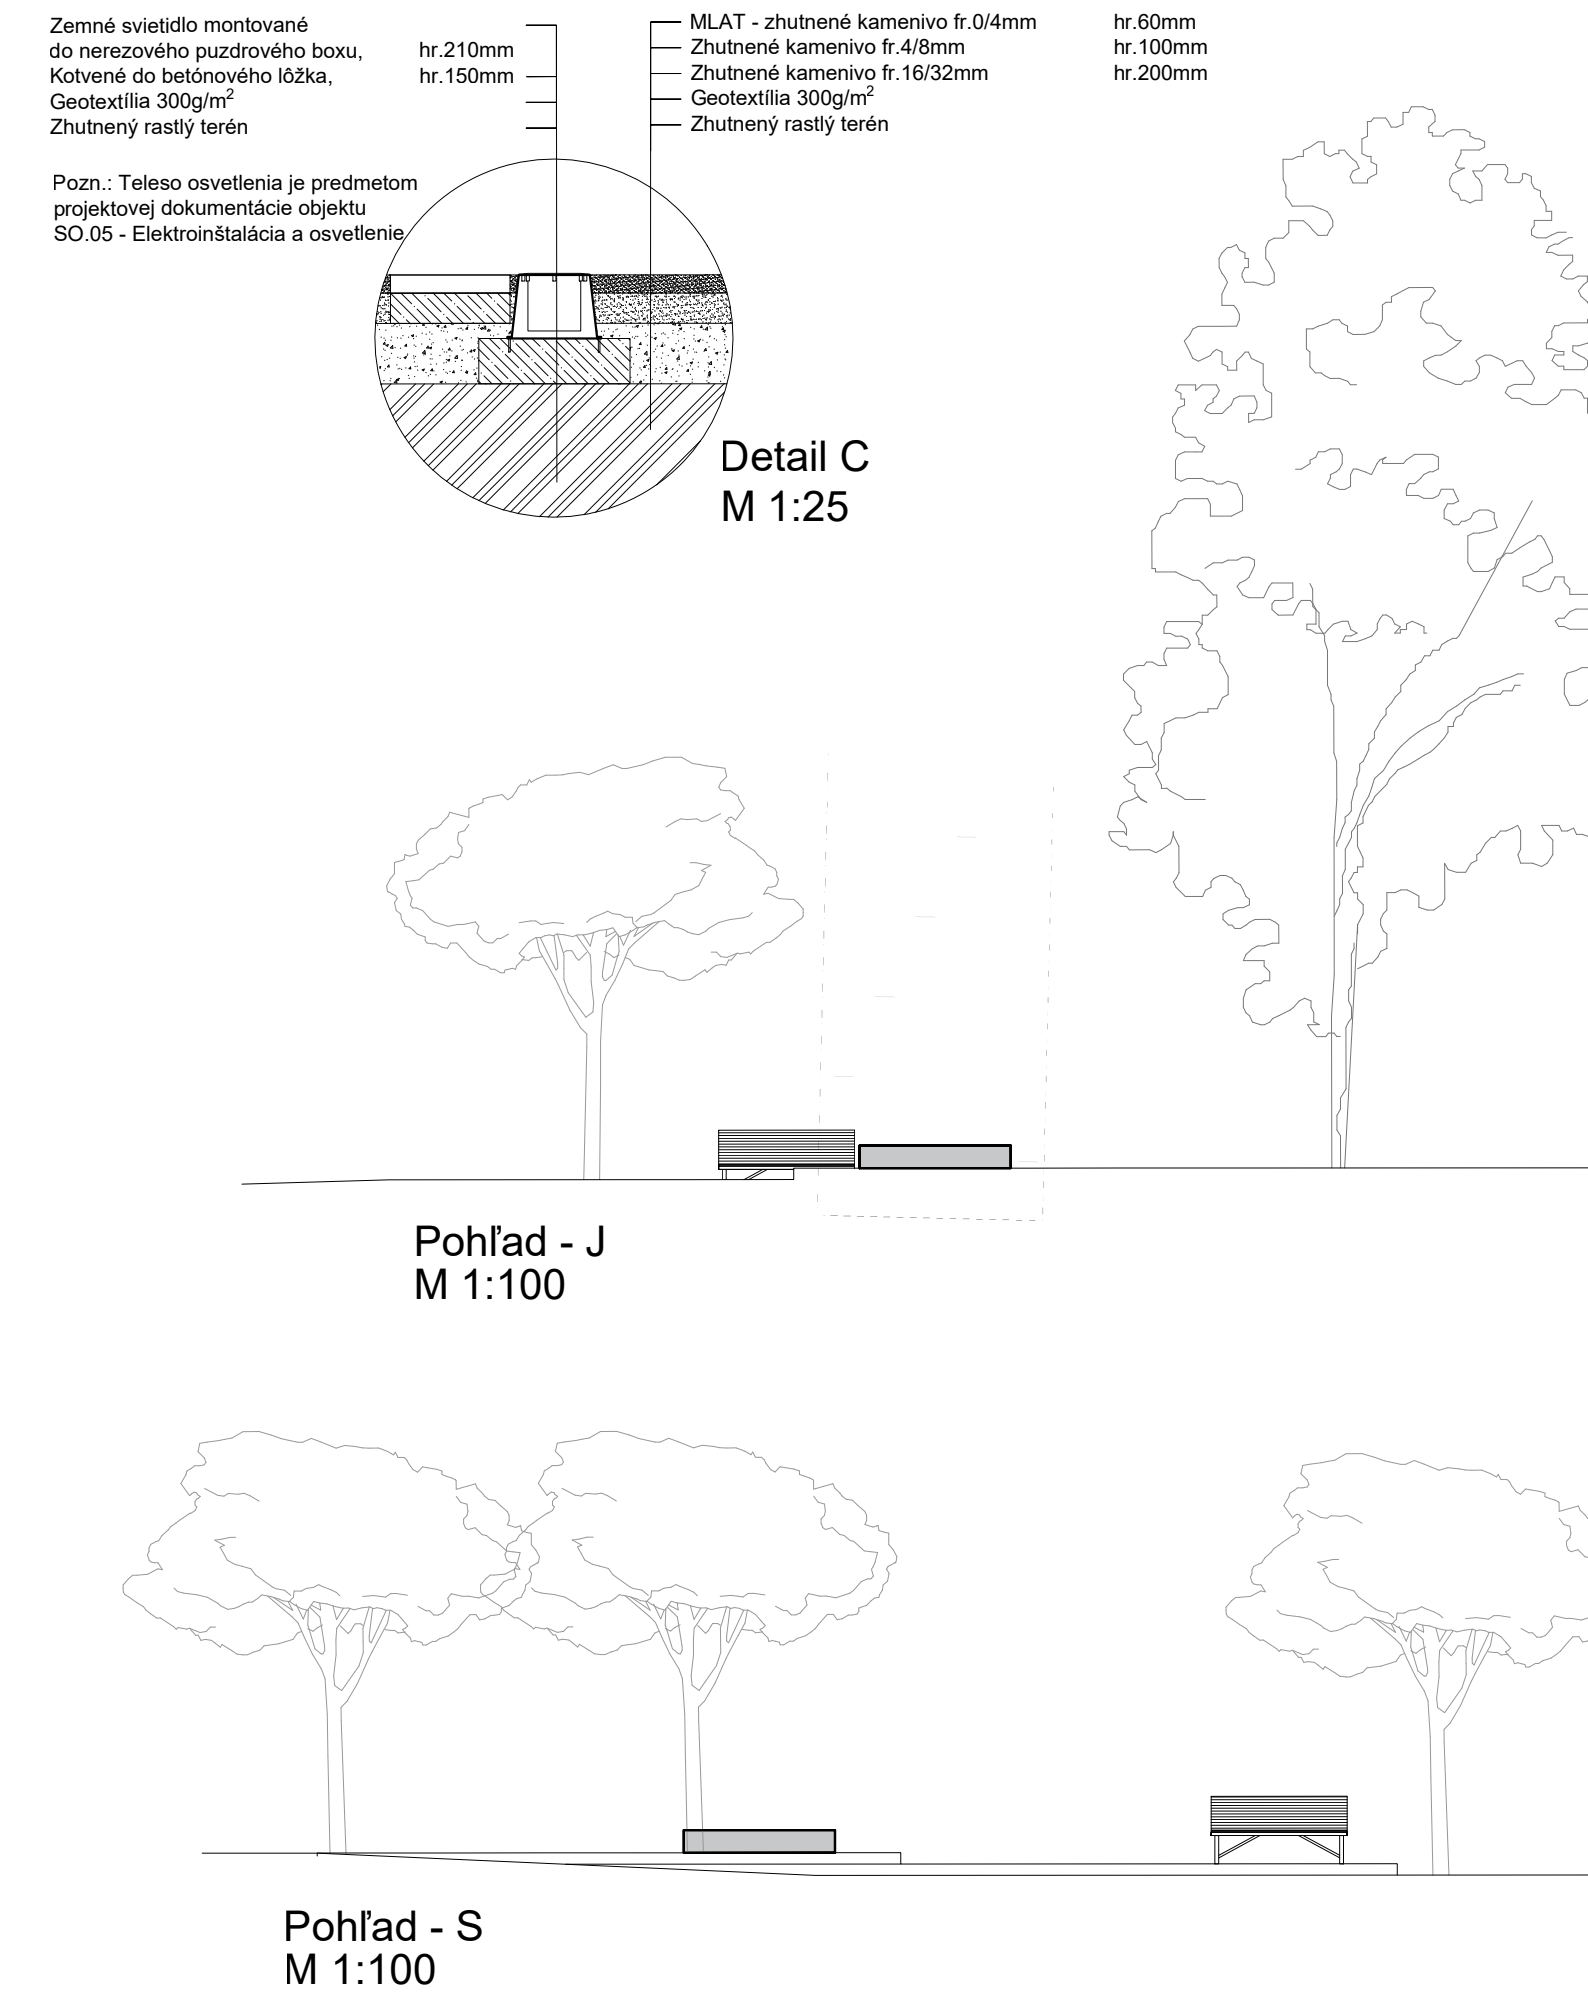 Zemné svietidlo montované
do nerezového puzdrového boxu, hr.210mm
Kotvené do betónového lôžka, hr.150mm
Geotextília 300g/m²
Zhutnený rastlý terén
MLAT - zhutnené kamenivo fr.0/4mm hr.60mm
Zhutnené kamenivo fr.4/8mm hr.100mm
Zhutnené kamenivo fr.16/32mm hr.200mm
Geotextília 300g/m²
Zhutnený rastlý terén
Pozn.: Teleso osvetlenia je predmetom
projektovej dokumentácie objektu
SO.05 - Elektroinštalácia a osvetlenie
Detail C
M 1:25
Pohľad - J
M 1:100
Pohľad - S
M 1:100